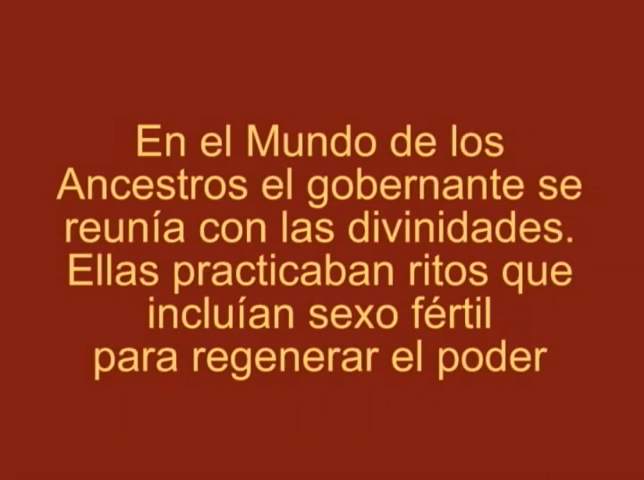 En el Mundo de los
Ancestros el gobernante se
reunía con las divinidades.
Ellas practicaban ritos que
incluían sexo fértil
para regenerar el poder